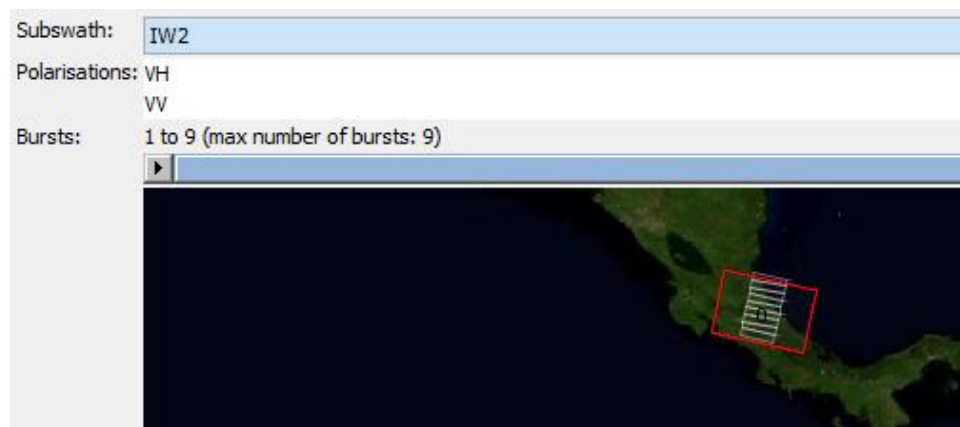 Subswath: IW2
Polarisations: VH
VV
Bursts: 1 to 9 (max number of bursts: 9)